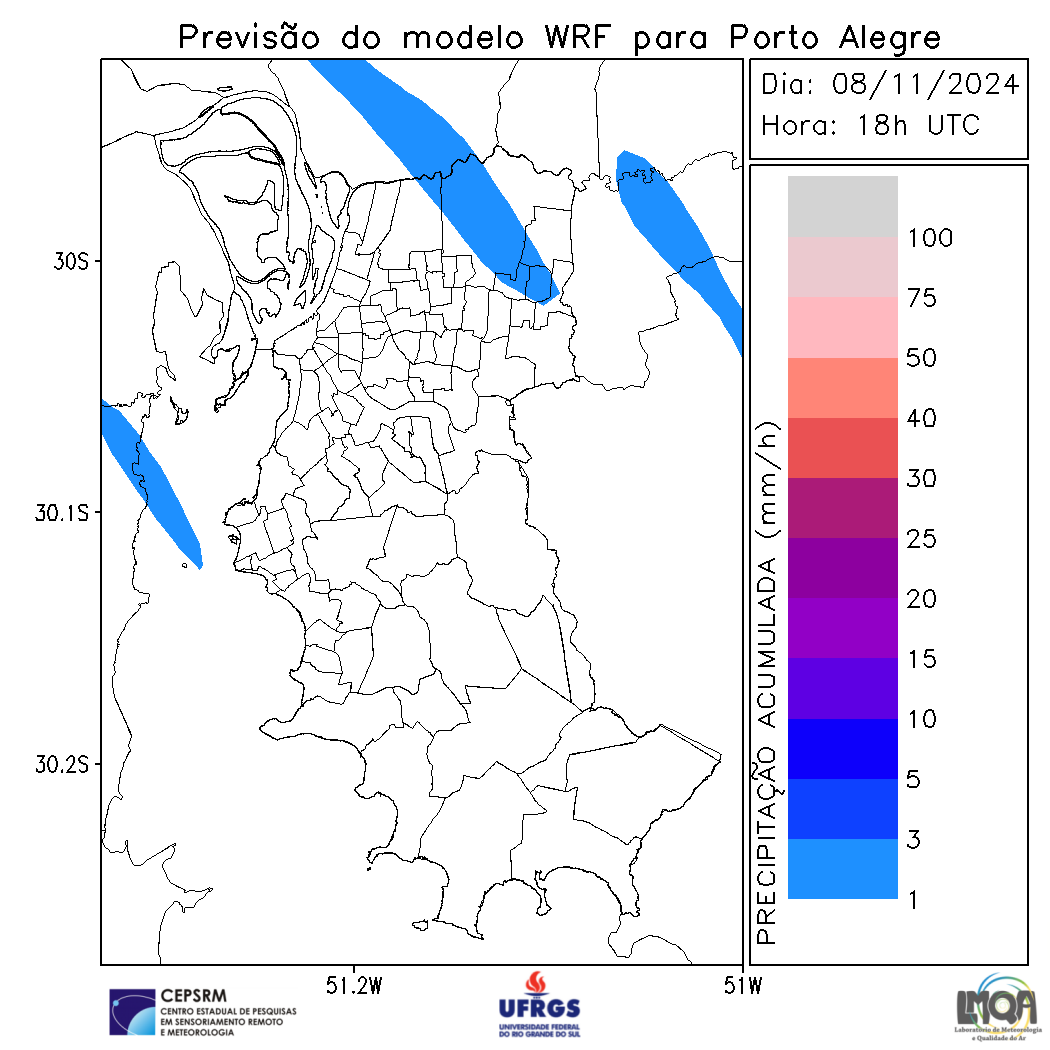 Previsão do modelo WRF para Porto Alegre
Dia: 08/11/2024
Hora: 18h UTC
30S
30.1S
30.2S
51.2W
51W
PRECIPITAÇÃO ACUMULADA (mm/h)
100
75
50
40
30
25
20
15
10
5
3
1
CEPSRM
CENTRO ESTADUAL DE PESQUISAS
EM SENSORIAMENTO REMOTO
E METEOROLOGIA
UFRGS
UNIVERSIDADE FEDERAL
DO RIO GRANDE DO SUL
LMQA
Laboratório de Meteorologia
e Qualidade do Ar